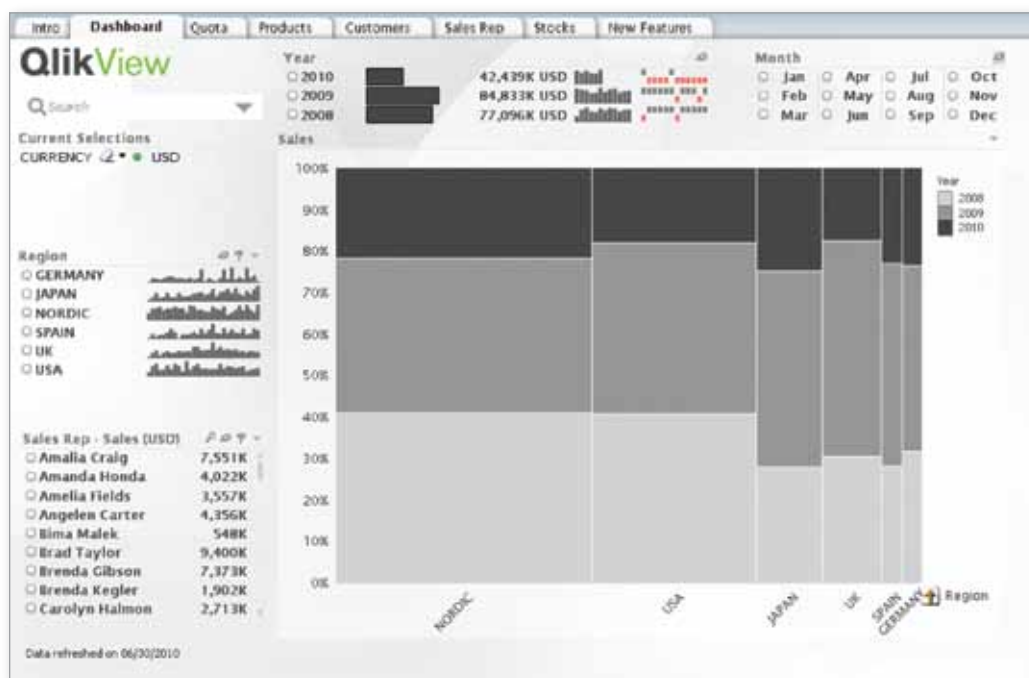 Intro Dashboard Quota Products Customers Sales Rep Stocks New Features
QlikView
Search
Current Selections
CURRENCY USD
Year
2010 42,439K USD
2009 84,833K USD
2008 77,096K USD
Month
Jan Apr Jul Oct
Feb May Aug Nov
Mar Jun Sep Dec
Region
GERMANY
JAPAN
NORDIC
SPAIN
UK
USA
Sales Rep - Sales (USD)
Amalia Craig 7,551K
Amanda Honda 4,022K
Amelia Fields 3,557K
Angelen Carter 4,356K
Bima Malek 548K
Brad Taylor 9,400K
Brenda Gibson 7,373K
Brenda Kegler 1,902K
Carolyn Halmon 2,713K
Data refreshed on 06/30/2010
Sales
100%
90%
80%
70%
60%
50%
40%
30%
20%
10%
0%
NORDIC
USA
JAPAN
UK
SPAIN
GERMANY
Region
Year
2008
2009
2010